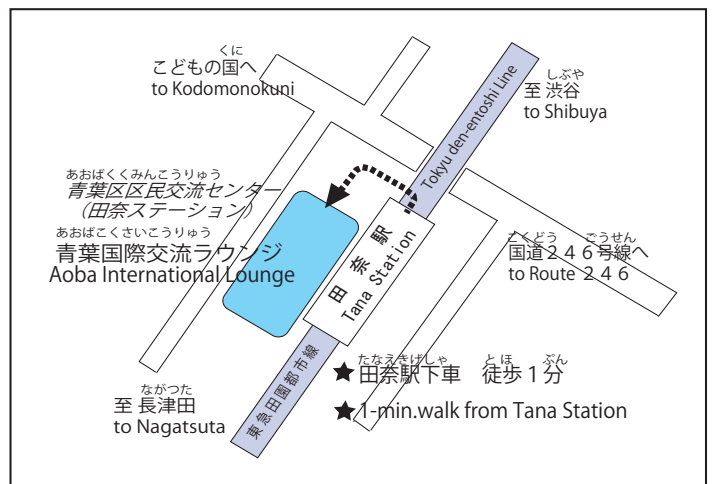 くに
こどもの国へ
to Kodomonokuni
しぶや
至 渋谷
to Shibuya
Tokyu den-entoshi Line
あおばくくみんこうりゅう
青葉区区民交流センター
（田奈ステーション）
あおばこくさいこうりゅう
青葉国際交流ラウンジ
Aoba International Lounge
田奈駅
Tana Station
こくどう ごうせん
国道２４６号線へ
to Route ２４６
東急田園都市線
ながつた
至 長津田
to Nagatsuta
たなえきげしゃ とほ ぷん
★田奈駅下車　徒歩１分
★1-min.walk from Tana Station